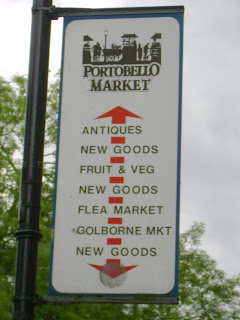 PORTOBELLO
MARKET
ANTIQUES
NEW GOODS
FRUIT & VEG
NEW GOODS
FLEA MARKET
GOLBORNE MKT
NEW GOODS